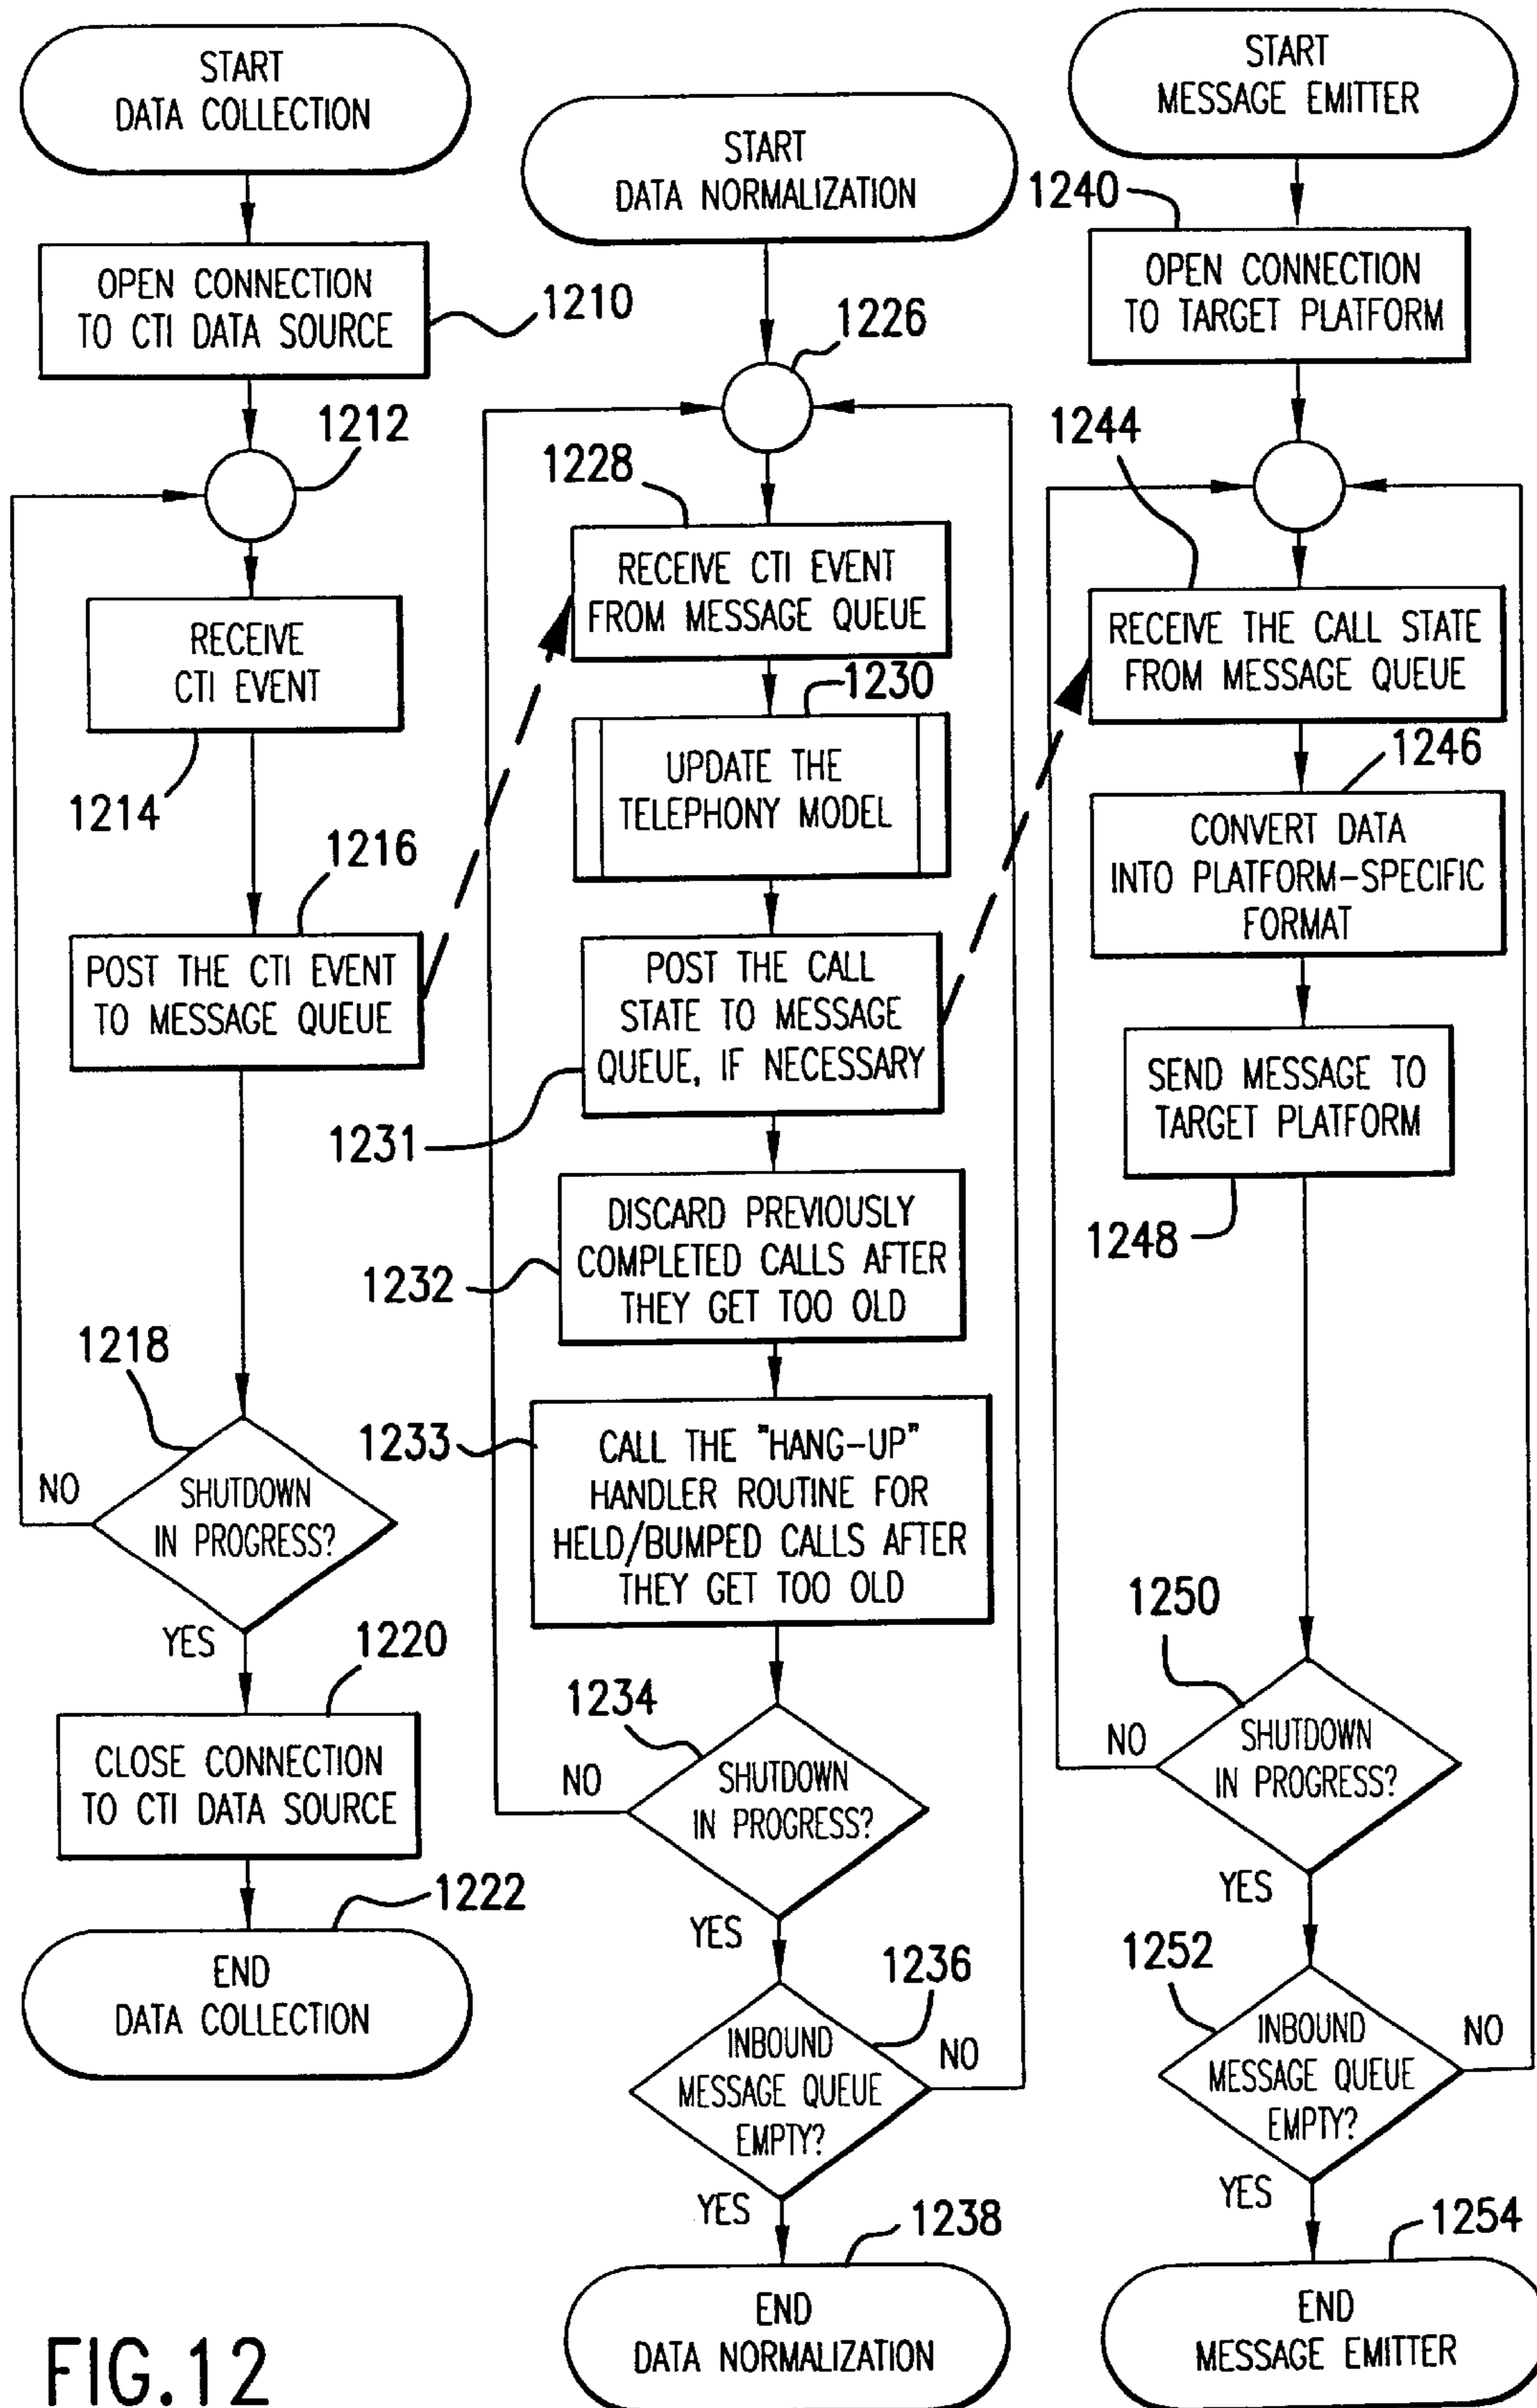 START
DATA COLLECTION
OPEN CONNECTION
TO CTI DATA SOURCE
1210
1212
RECEIVE
CTI EVENT
1214
1216
POST THE CTI EVENT
TO MESSAGE QUEUE
1218
NO
SHUTDOWN
IN PROGRESS?
YES
1220
CLOSE CONNECTION
TO CTI DATA SOURCE
1222
END
DATA COLLECTION
START
DATA NORMALIZATION
1226
1228
RECEIVE CTI EVENT
FROM MESSAGE QUEUE
1230
UPDATE THE
TELEPHONY MODEL
POST THE CALL
STATE TO MESSAGE
QUEUE, IF NECESSARY
1231
DISCARD PREVIOUSLY
COMPLETED CALLS AFTER
THEY GET TOO OLD
1232
1233
CALL THE "HANG-UP"
HANDLER ROUTINE FOR
HELD/BUMPED CALLS AFTER
THEY GET TOO OLD
1234
NO
SHUTDOWN
IN PROGRESS?
YES
1236
INBOUND
MESSAGE QUEUE
EMPTY?
NO
YES
1238
END
DATA NORMALIZATION
START
MESSAGE EMITTER
1240
OPEN CONNECTION
TO TARGET PLATFORM
1244
RECEIVE THE CALL STATE
FROM MESSAGE QUEUE
1246
CONVERT DATA
INTO PLATFORM-SPECIFIC
FORMAT
SEND MESSAGE TO
TARGET PLATFORM
1248
1250
NO
SHUTDOWN
IN PROGRESS?
YES
1252
INBOUND
MESSAGE QUEUE
EMPTY?
NO
YES
1254
END
MESSAGE EMITTER
FIG.12